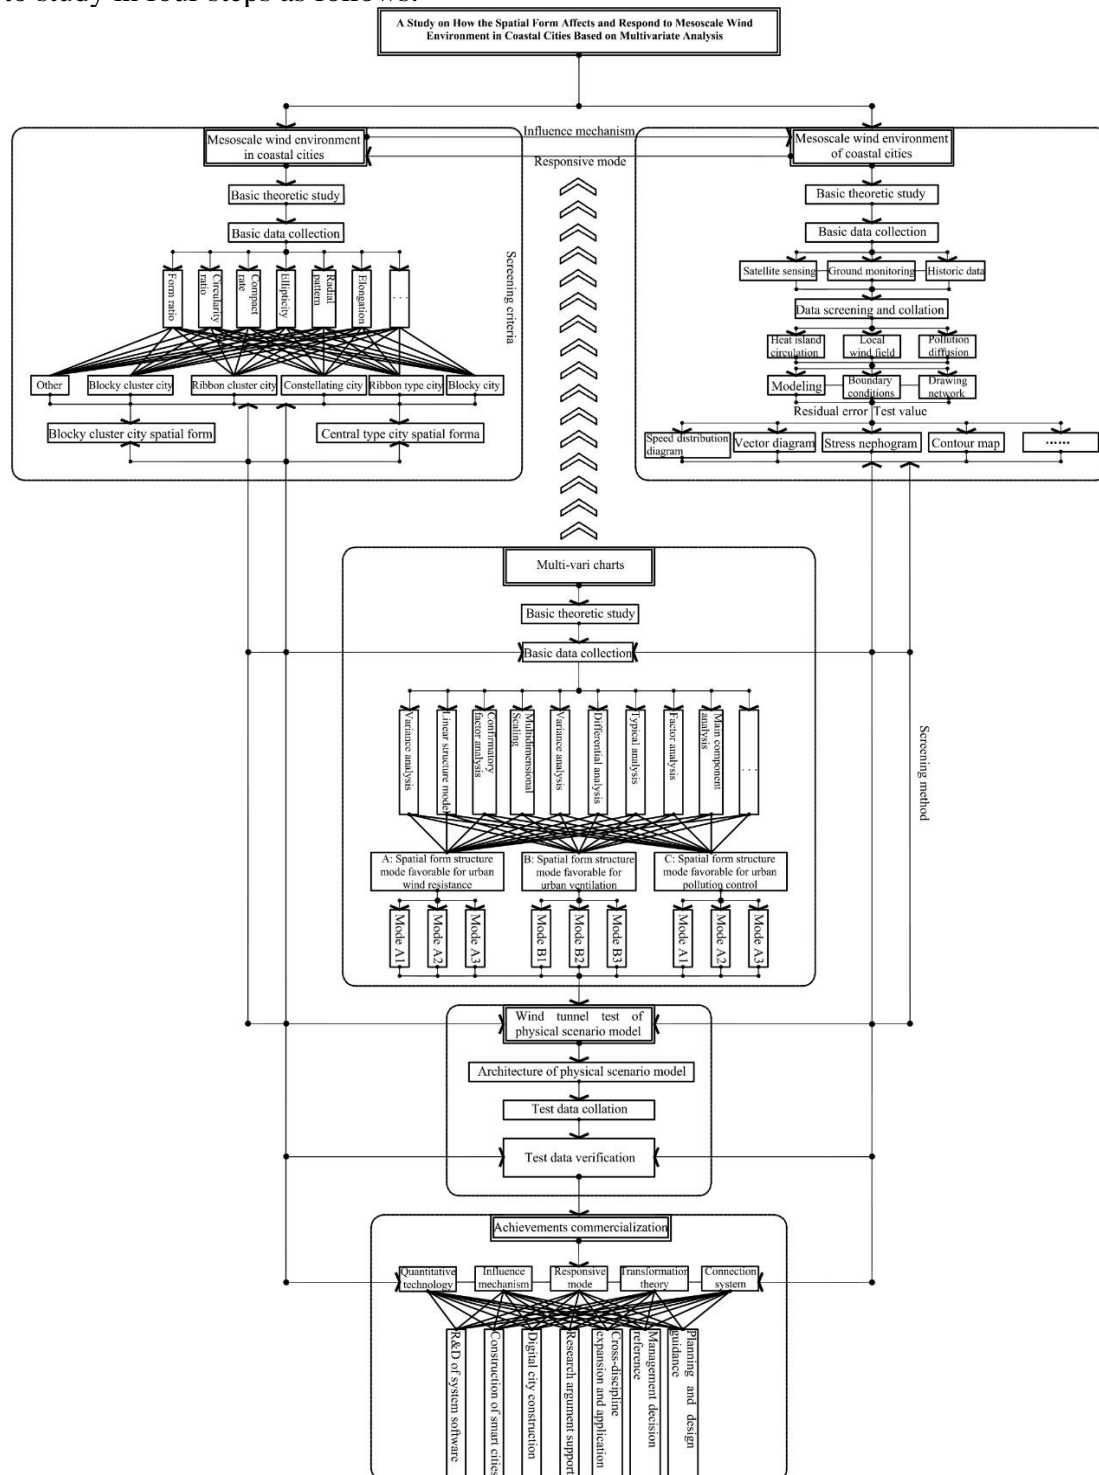 to study in four steps as follows.
A Study on How the Spatial Form Affects and Respond to Mesoscale Wind
Environment in Coastal Cities Based on Multivariate Analysis
Mesoscale wind environment
in coastal cities
Influence mechanism
Responsive mode
Mesoscale wind environment
of coastal cities
Basic theoretic study
Basic data collection
Form ratio
Circularity
ratio
Compact
rate
Ellipticity
Radial
pattern
Elongation
...
Screening criteria
Other
Blocky cluster city
Ribbon cluster city
Constellating city
Ribbon type city
Blocky city
Blocky cluster city spatial form
Central type city spatial forma
Basic theoretic study
Basic data collection
Satellite sensing
Ground monitoring
Historic data
Data screening and collation
Heat island
circulation
Local
wind field
Pollution
diffusion
Modeling
Boundary
conditions
Drawing
network
Residual error
Test value
Speed distribution
diagram
Vector diagram
Stress nephogram
Contour map
......
Multi-vari charts
Basic theoretic study
Basic data collection
Variance analysis
Linear structure model
Confirmatory
factor analysis
Multidimensional
Scaling
Variance analysis
Differential analysis
Typical analysis
Factor analysis
Main component
analysis
...
Screening method
A: Spatial form structure
mode favorable for urban
wind resistance
B: Spatial form structure
mode favorable for
urban ventilation
C: Spatial form structure
mode favorable for urban
pollution control
Mode A1
Mode A2
Mode A3
Mode B1
Mode B2
Mode B3
Mode A1
Mode A2
Mode A3
Wind tunnel test of
physical scenario model
Architecture of physical scenario model
Test data collation
Test data verification
Achievements commercialization
Quantitative
technology
Influence
mechanism
Responsive
mode
Transformation
theory
Connection
system
R&D of system software
Construction of smart cities
Digital city construction
Research argument support
Cross-discipline
expansion and application
Management decision
reference
Planning and design
guidance